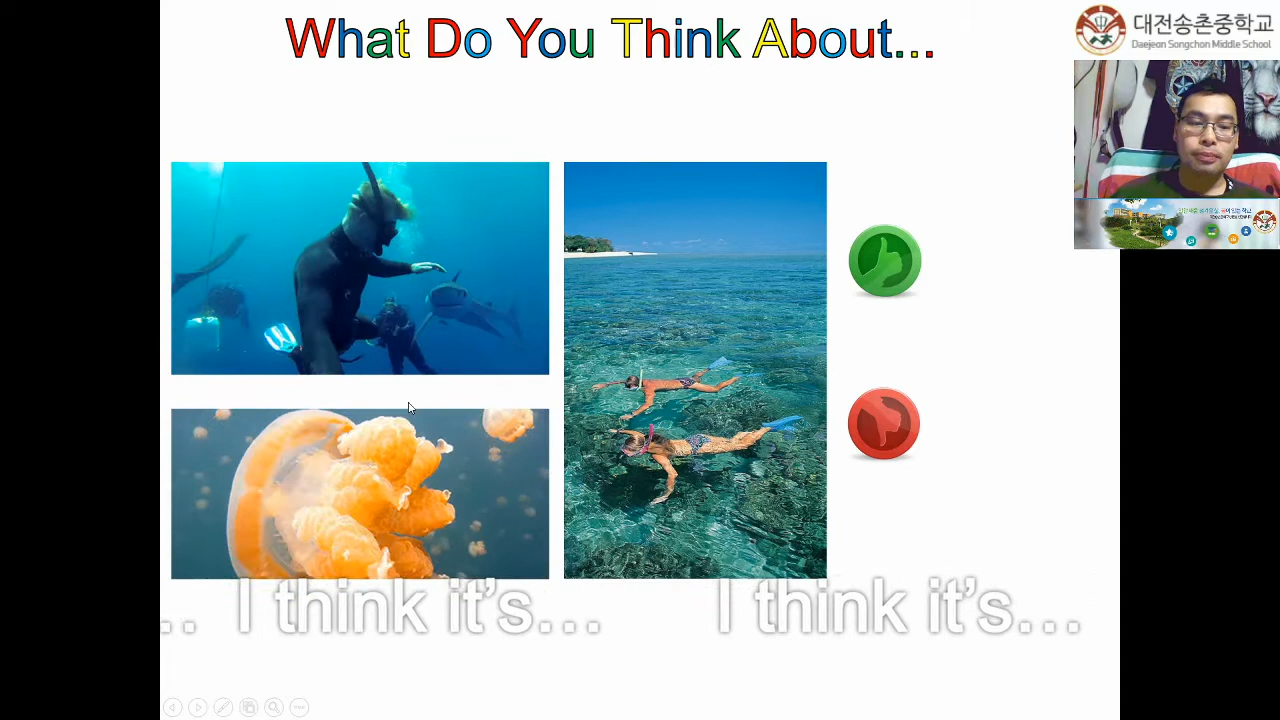 What Do You Think About...
대전송촌중학교
Daejeon Songchon Middle School
.. I think it's... I think it's...